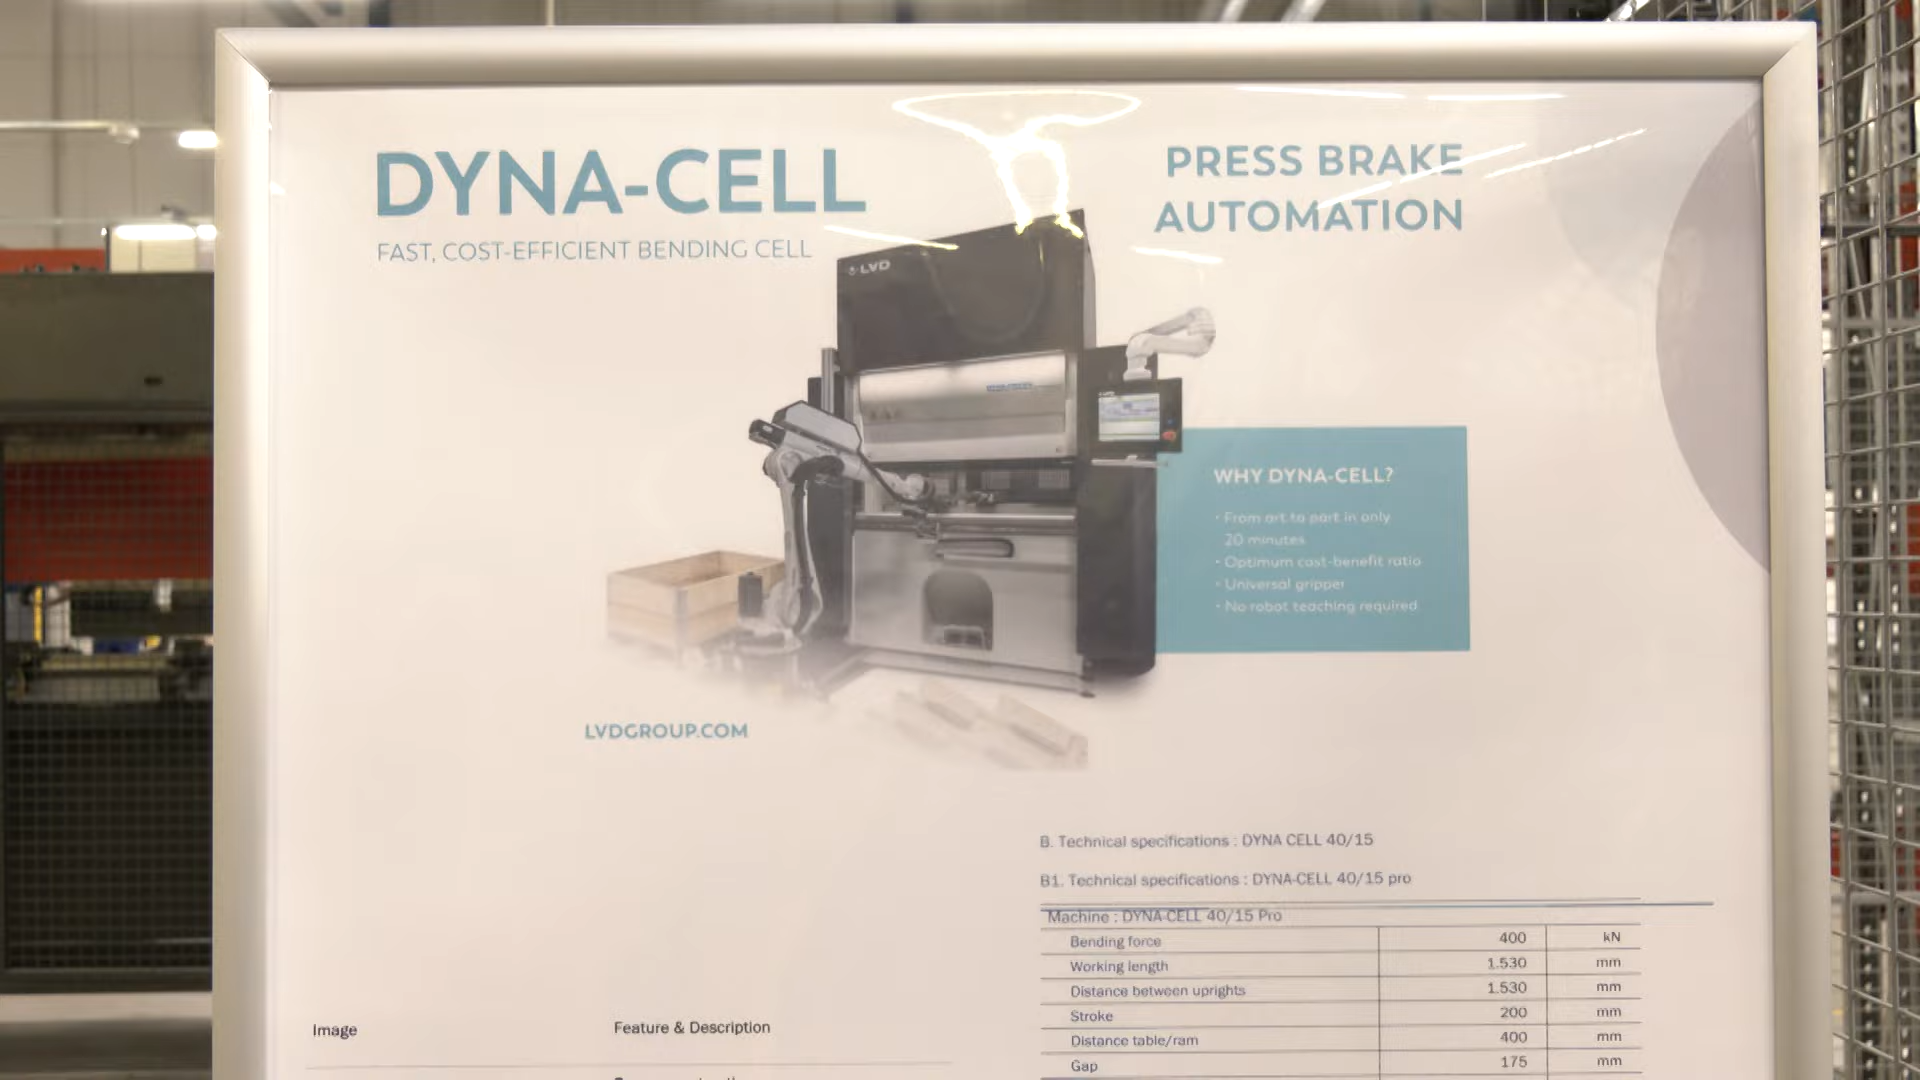 DYNA-CELL
FAST, COST-EFFICIENT BENDING CELL
PRESS BRAKE
AUTOMATION
LVD
WHY DYNA-CELL?
• From art to part in only
20 minutes
• Optimum cost-benefit ratio
• Universal gripper
• No robot teaching required
LVDGROUP.COM
B. Technical specifications : DYNA CELL 40/15
B1. Technical specifications : DYNA-CELL 40/15 pro
Machine : DYNA-CELL 40/15 Pro
Bending force 400 kN
Working length 1.530 mm
Distance between uprights 1.530 mm
Stroke 200 mm
Distance table/ram 400 mm
Gap 175 mm
Image Feature & Description